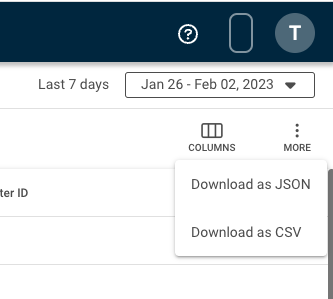 T
Last 7 days
Jan 26 - Feb 02, 2023
COLUMNS
MORE
Download as JSON
ter ID
Download as CSV